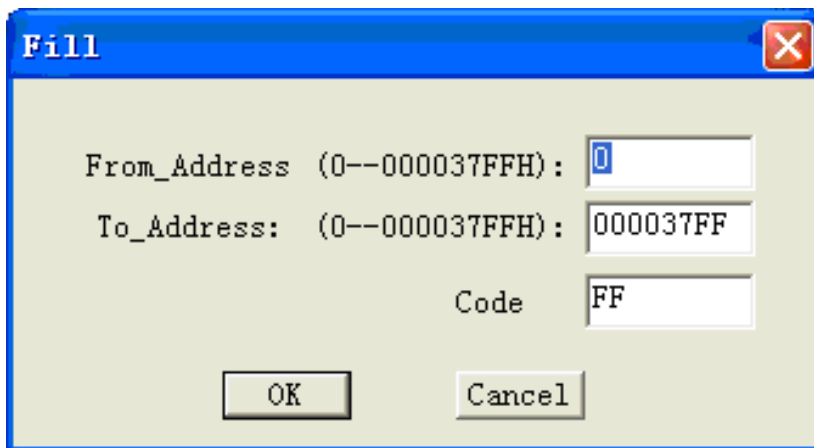 Fill
From_Address (0--000037FFH): 0
To_Address: (0--000037FFH): 000037FF
Code FF
OK Cancel